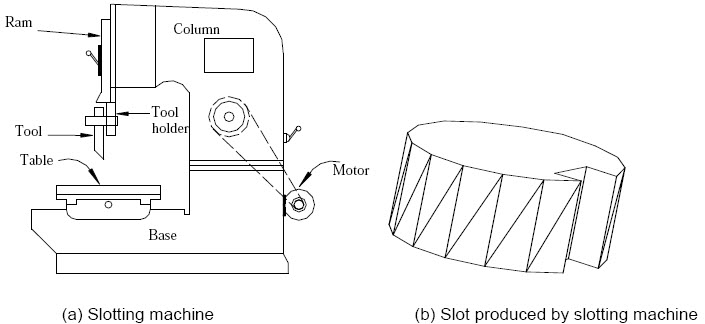 Ram
Column
Tool
holder
Tool
Table
Motor
Base
(a) Slotting machine
(b) Slot produced by slotting machine